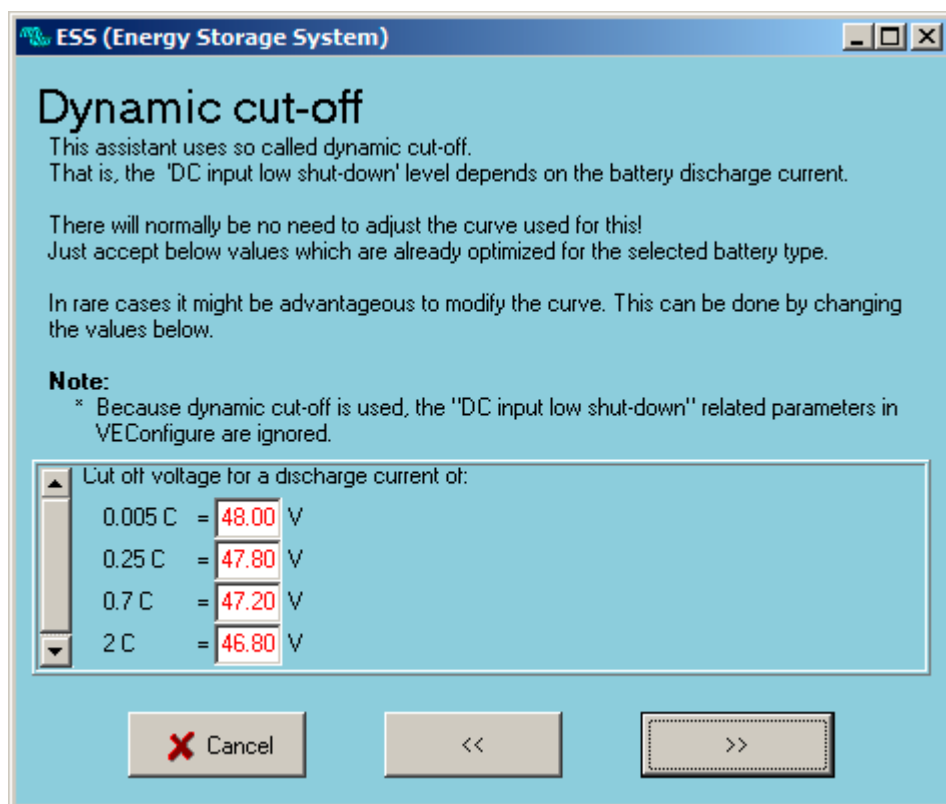 ESS (Energy Storage System)
Dynamic cut-off
This assistant uses so called dynamic cut-off.
That is, the 'DC input low shut-down' level depends on the battery discharge current.
There will normally be no need to adjust the curve used for this!
Just accept below values which are already optimized for the selected battery type.
In rare cases it might be advantageous to modify the curve. This can be done by changing
the values below.
Note:
* Because dynamic cut-off is used, the "DC input low shut-down" related parameters in
VEConfigure are ignored.
Cut off voltage for a discharge current of:
0.005 C = 48.00 V
0.25 C = 47.80 V
0.7 C = 47.20 V
2 C = 46.80 V
Cancel << >>